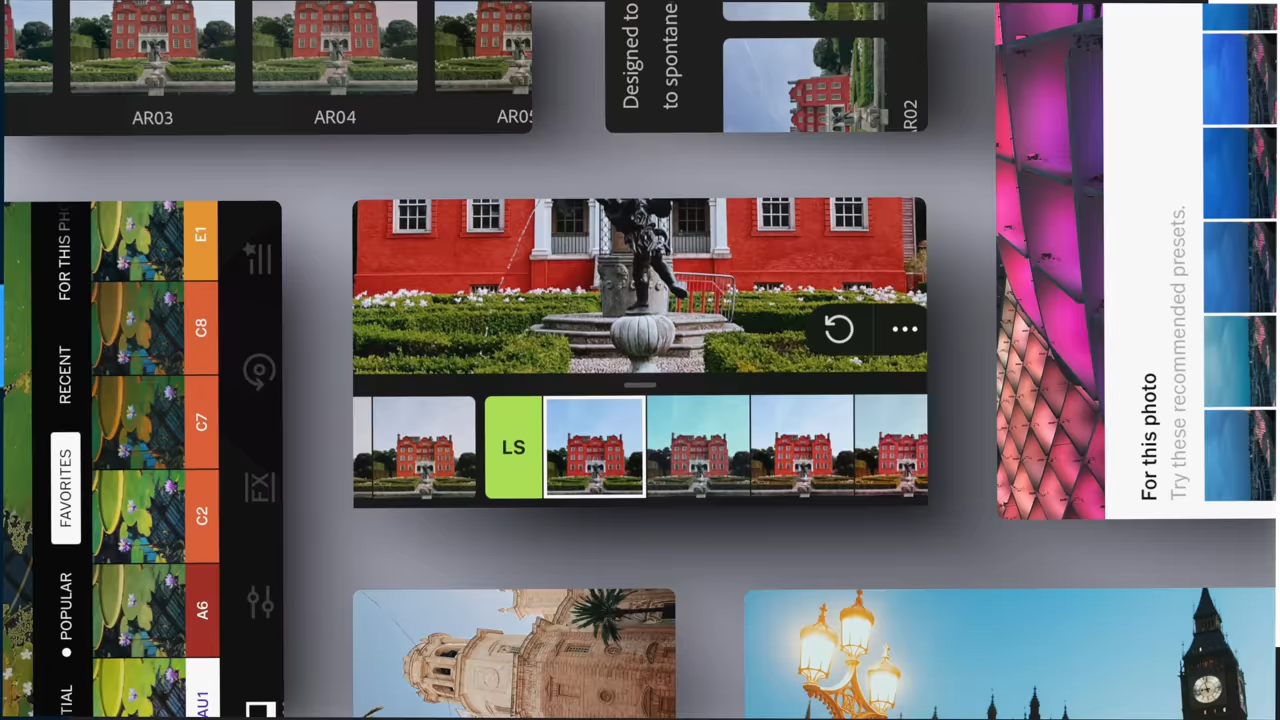 AR03
AR04
AR05
Designed to
to spontane
AR02
FOR THIS PH
RECENT
FAVORITES
POPULAR
TIAL
E1
C8
C7
C2
A6
AU1
FX
LS
For this photo
Try these recommended presets.